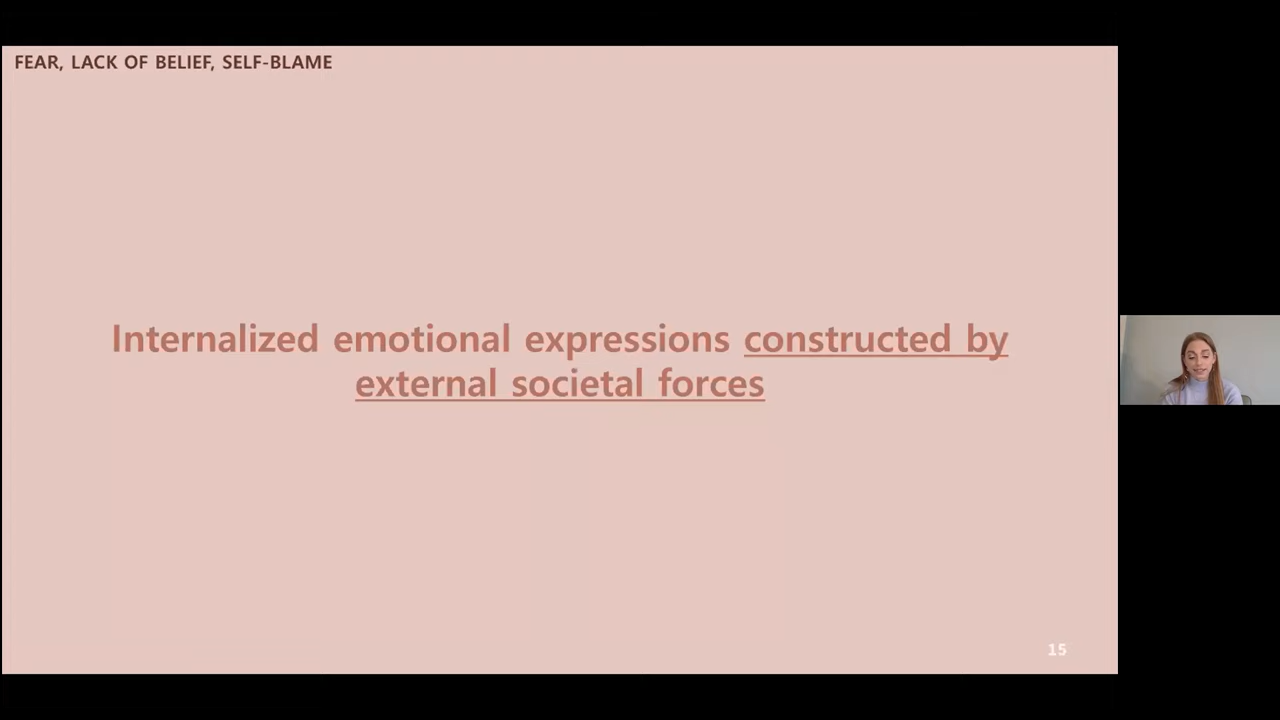 FEAR, LACK OF BELIEF, SELF-BLAME
Internalized emotional expressions constructed by
external societal forces
15